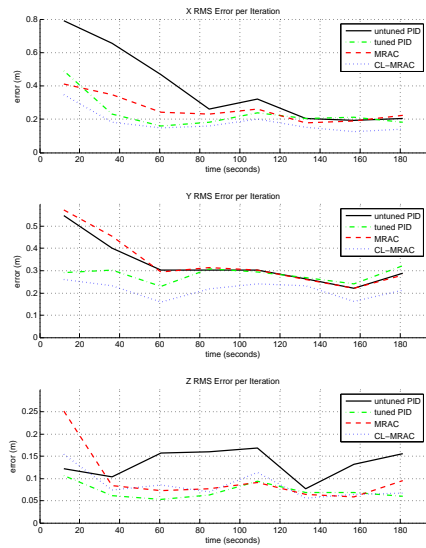 X RMS Error per Iteration
0.8
0.6
0.4
0.2
0
error (m)
untuned PID
tuned PID
MRAC
CL−MRAC
0 20 40 60 80 100 120 140 160 180
time (seconds)
Y RMS Error per Iteration
0.5
0.4
0.3
0.2
0.1
0
error (m)
untuned PID
tuned PID
MRAC
CL−MRAC
0 20 40 60 80 100 120 140 160 180
time (seconds)
Z RMS Error per Iteration
0.25
0.2
0.15
0.1
0.05
0
error (m)
untuned PID
tuned PID
MRAC
CL−MRAC
0 20 40 60 80 100 120 140 160 180
time (seconds)